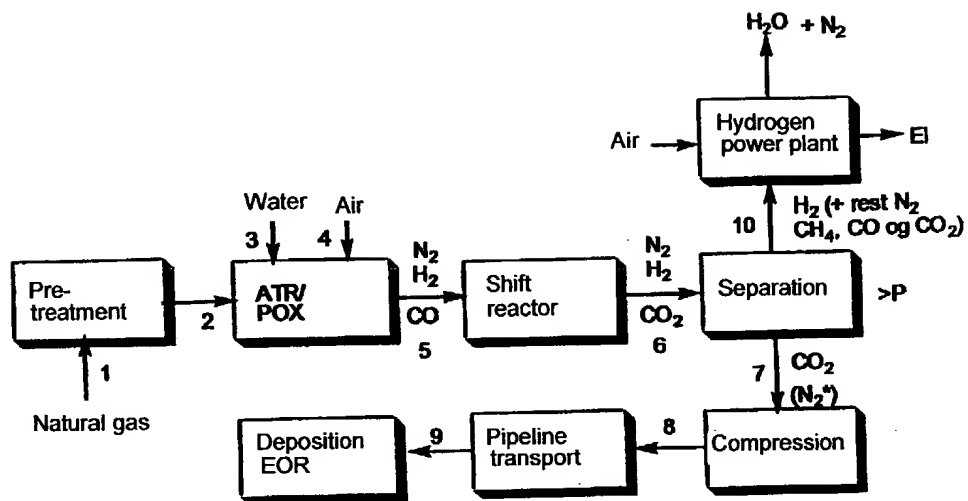 H2O + N2
Air
Hydrogen
power plant
El
Water
Air
3
4
N2
H2
10
H2 (+ rest N2
CH4, CO og CO2)
Pre-
treatment
2
ATR/
POX
CO
5
Shift
reactor
N2
H2
CO2
6
Separation
>P
1
Natural gas
7
CO2
(N2*)
Deposition
EOR
9
Pipeline
transport
8
Compression